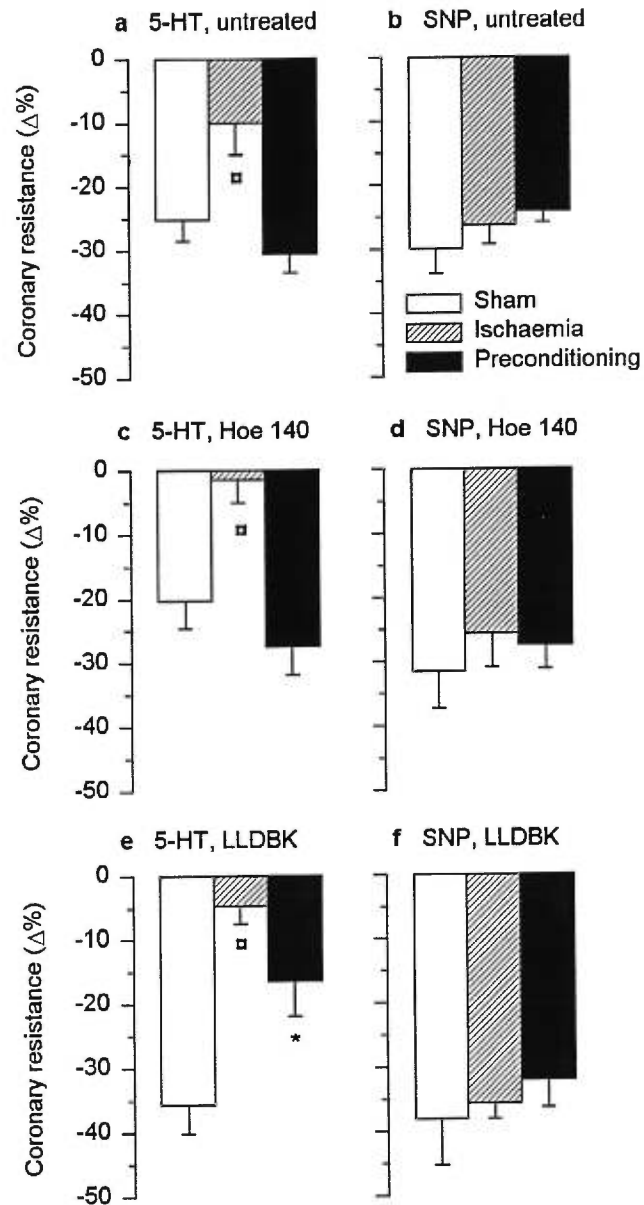 a 5-HT, untreated
b SNP, untreated
Coronary resistance (Δ%)
0
-10
-20
-30
-40
-50
Sham
Ischaemia
Preconditioning
¤
c 5-HT, Hoe 140
d SNP, Hoe 140
Coronary resistance (Δ%)
0
-10
-20
-30
-40
-50
¤
e 5-HT, LLDBK
f SNP, LLDBK
Coronary resistance (Δ%)
0
-10
-20
-30
-40
-50
¤
*